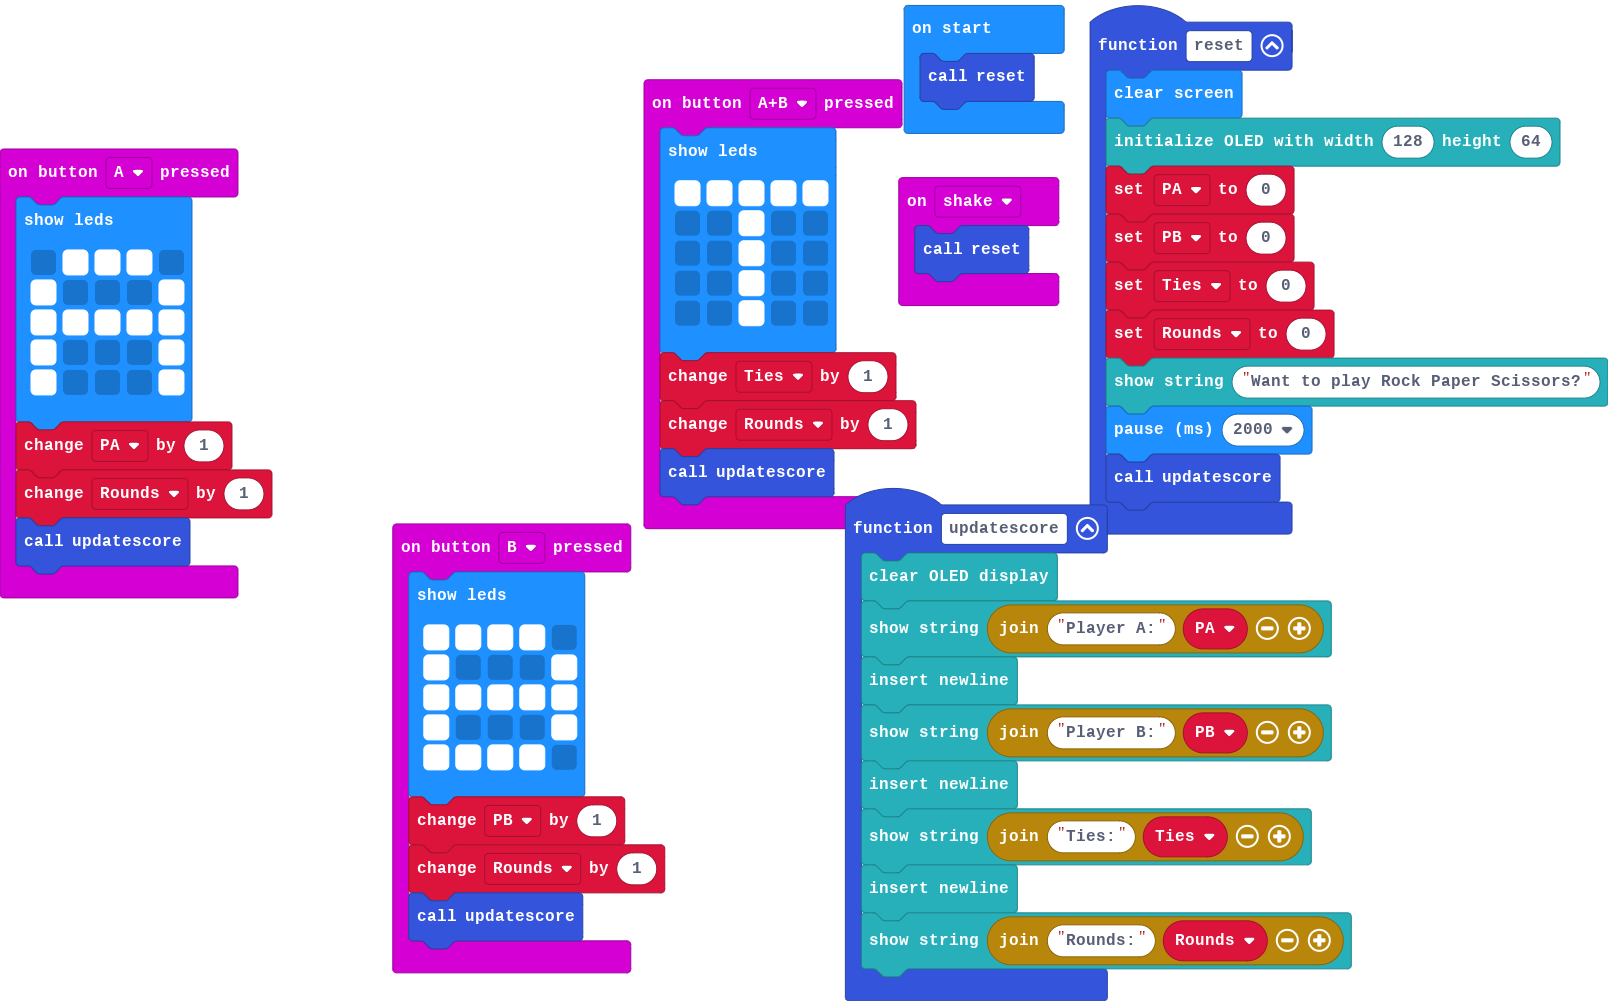 on button A pressed
show leds
change PA by 1
change Rounds by 1
call updatescore
on button B pressed
show leds
change PB by 1
change Rounds by 1
call updatescore
on button A+B pressed
show leds
change Ties by 1
change Rounds by 1
call updatescore
on start
call reset
on shake
call reset
function reset
clear screen
initialize OLED with width 128 height 64
set PA to 0
set PB to 0
set Ties to 0
set Rounds to 0
show string "Want to play Rock Paper Scissors?"
pause (ms) 2000
call updatescore
function updatescore
clear OLED display
show string join "Player A:" PA
insert newline
show string join "Player B:" PB
insert newline
show string join "Ties:" Ties
insert newline
show string join "Rounds:" Rounds